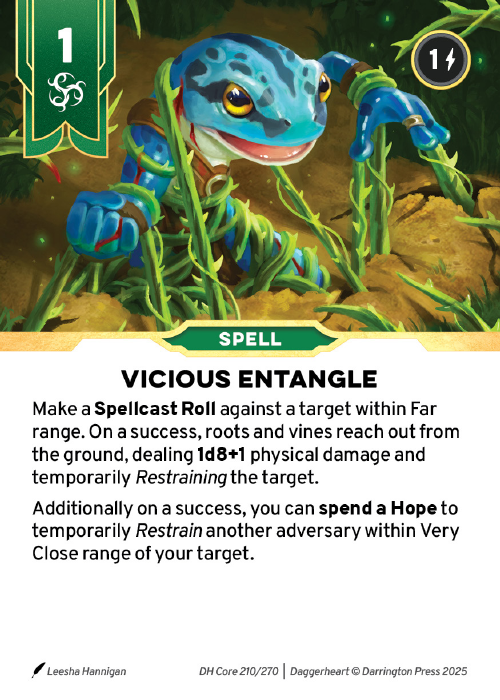 1
1
SPELL
VICIOUS ENTANGLE
Make a Spellcast Roll against a target within Far
range. On a success, roots and vines reach out from
the ground, dealing 1d8+1 physical damage and
temporarily Restraining the target.
Additionally on a success, you can spend a Hope to
temporarily Restrain another adversary within Very
Close range of your target.
Leesha Hannigan
DH Core 210/270 | Daggerheart © Darrington Press 2025